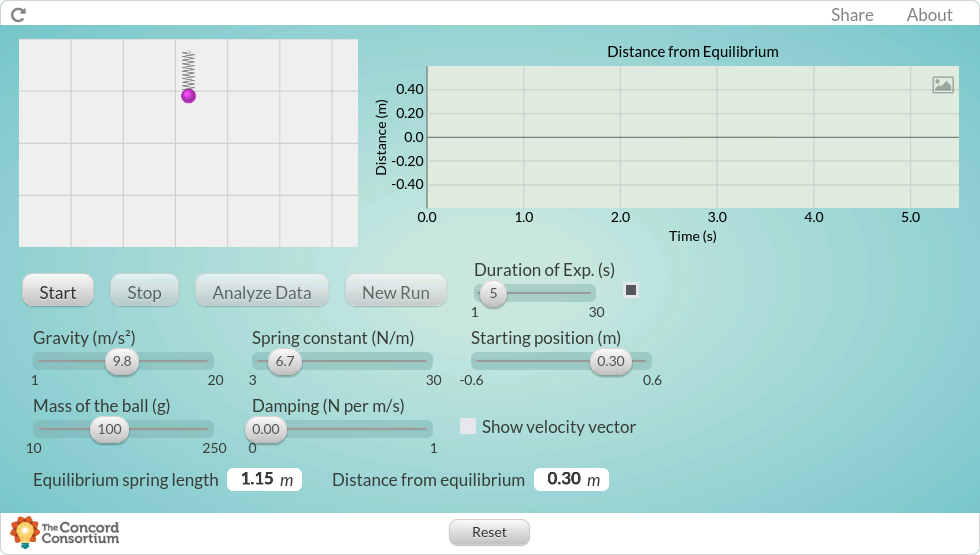 Share About
Distance from Equilibrium
0.40
0.20
0.0
-0.20
-0.40
Distance (m)
0.0 1.0 2.0 3.0 4.0 5.0
Time (s)
Start Stop Analyze Data New Run
Duration of Exp. (s)
5
1 30
Gravity (m/s²) Spring constant (N/m) Starting position (m)
9.8 6.7 0.30
1 20 3 30 -0.6 0.6
Mass of the ball (g) Damping (N per m/s)
100 0.00
Show velocity vector
10 250 0 1
Equilibrium spring length 1.15 m Distance from equilibrium 0.30 m
The Concord
Consortium
Reset